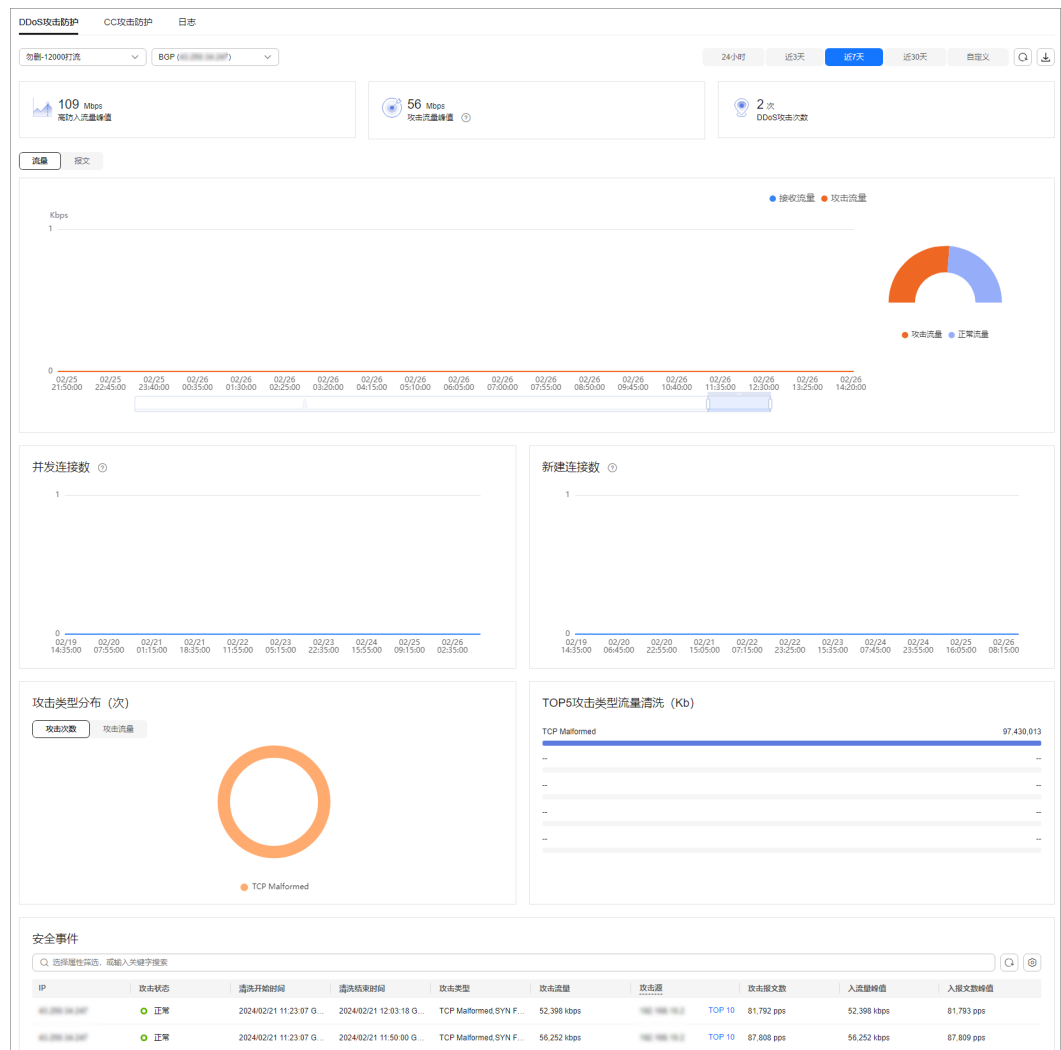 DDoS攻击防护 CC攻击防护 日志
勿删-12000打流 BGP ( ) 24小时 近3天 近7天 近30天 自定义
109 Mbps
高防入流量峰值
56 Mbps
攻击流量峰值
2 次
DDoS攻击次数
流量 报文
接收流量 攻击流量
Kbps
1
0
攻击流量 正常流量
02/25 02/25 02/25 02/26 02/26 02/26 02/26 02/26 02/26 02/26 02/26 02/26 02/26 02/26 02/26 02/26 02/26 02/26 02/26
21:50:00 22:45:00 23:40:00 00:35:00 01:30:00 02:25:00 03:20:00 04:15:00 05:10:00 06:05:00 07:00:00 07:55:00 08:50:00 09:45:00 10:40:00 11:35:00 12:30:00 13:25:00 14:20:00
并发连接数
1
0
02/19 02/20 02/21 02/21 02/22 02/23 02/23 02/24 02/25 02/26
14:35:00 07:55:00 01:15:00 18:35:00 11:55:00 05:15:00 22:35:00 15:55:00 09:15:00 02:35:00
新建连接数
1
0
02/19 02/20 02/20 02/21 02/22 02/22 02/23 02/24 02/24 02/25 02/26
14:35:00 06:45:00 22:55:00 15:05:00 07:15:00 23:25:00 15:35:00 07:45:00 23:55:00 16:05:00 08:15:00
攻击类型分布（次）
攻击次数 攻击流量
TCP Malformed
TOP5攻击类型流量清洗（Kb）
TCP Malformed 97,430,013
-- --
-- --
-- --
-- --
安全事件
选择属性筛选，或输入关键字搜索
IP 攻击状态 清洗开始时间 清洗结束时间 攻击类型 攻击流量 攻击源 攻击报文数 入流量峰值 入报文数峰值
正常 2024/02/21 11:23:07 G... 2024/02/21 12:03:18 G... TCP Malformed,SYN F... 52,398 kbps TOP 10 81,792 pps 52,398 kbps 81,793 pps
正常 2024/02/21 11:23:07 G... 2024/02/21 11:50:00 G... TCP Malformed,SYN F... 56,252 kbps TOP 10 87,808 pps 56,252 kbps 87,809 pps